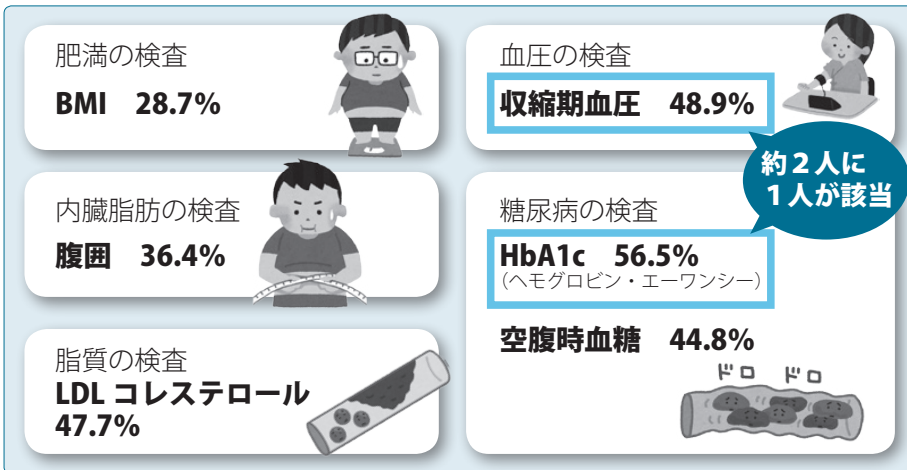 肥満の検査
BMI 28.7%
内臓脂肪の検査
腹囲 36.4%
脂質の検査
LDL コレステロール
47.7%
血圧の検査
収縮期血圧 48.9%
約2人に
1人が該当
糖尿病の検査
HbA1c 56.5%
(ヘモグロビン・エーワンシー)
空腹時血糖 44.8%
ドロ ドロ